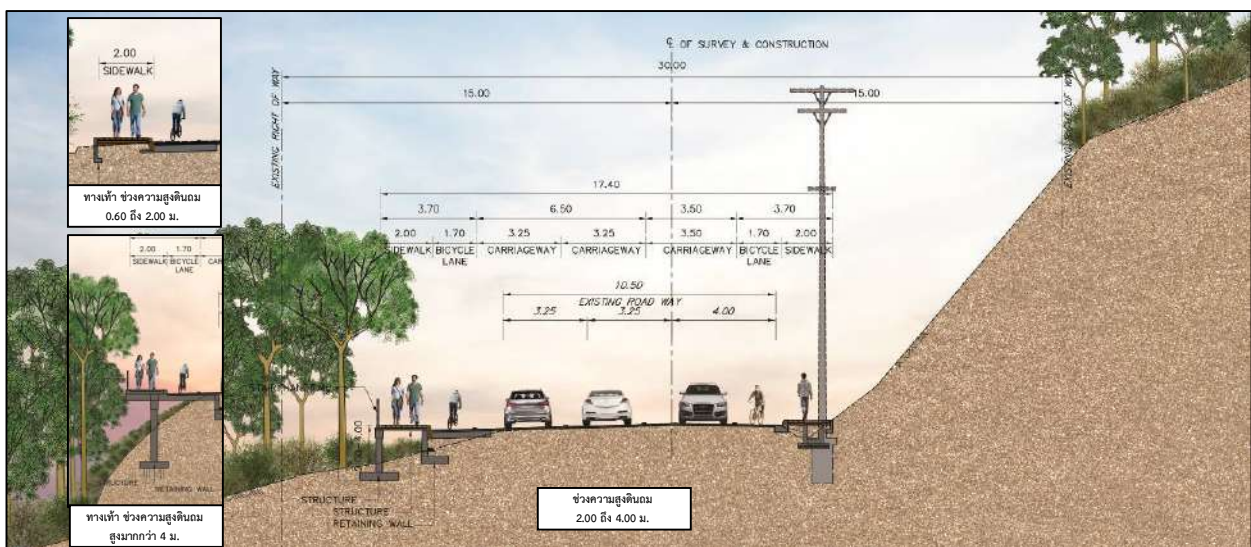 2.00
SIDEWALK
ทางเท้า ช่วงความสูงดินถม
0.60 ถึง 2.00 ม.
2.00 1.70
SIDEWALK BICYCLE
LANE
STRUCTURE
RETAINING WALL
ทางเท้า ช่วงความสูงดินถม
สูงมากกว่า 4 ม.
℄ OF SURVEY & CONSTRUCTION
30.00
15.00 15.00
EXISTING RIGHT OF WAY
17.40
3.70 6.50 3.50 3.70
2.00 1.70 3.25 3.25 3.50 1.70 2.00
SIDEWALK BICYCLE LANE CARRIAGEWAY CARRIAGEWAY CARRIAGEWAY BICYCLE LANE SIDEWALK
10.50
EXISTING ROAD WAY
3.25 3.25 4.00
STRUCTURE
STRUCTURE
RETAINING WALL
ช่วงความสูงดินถม
2.00 ถึง 4.00 ม.